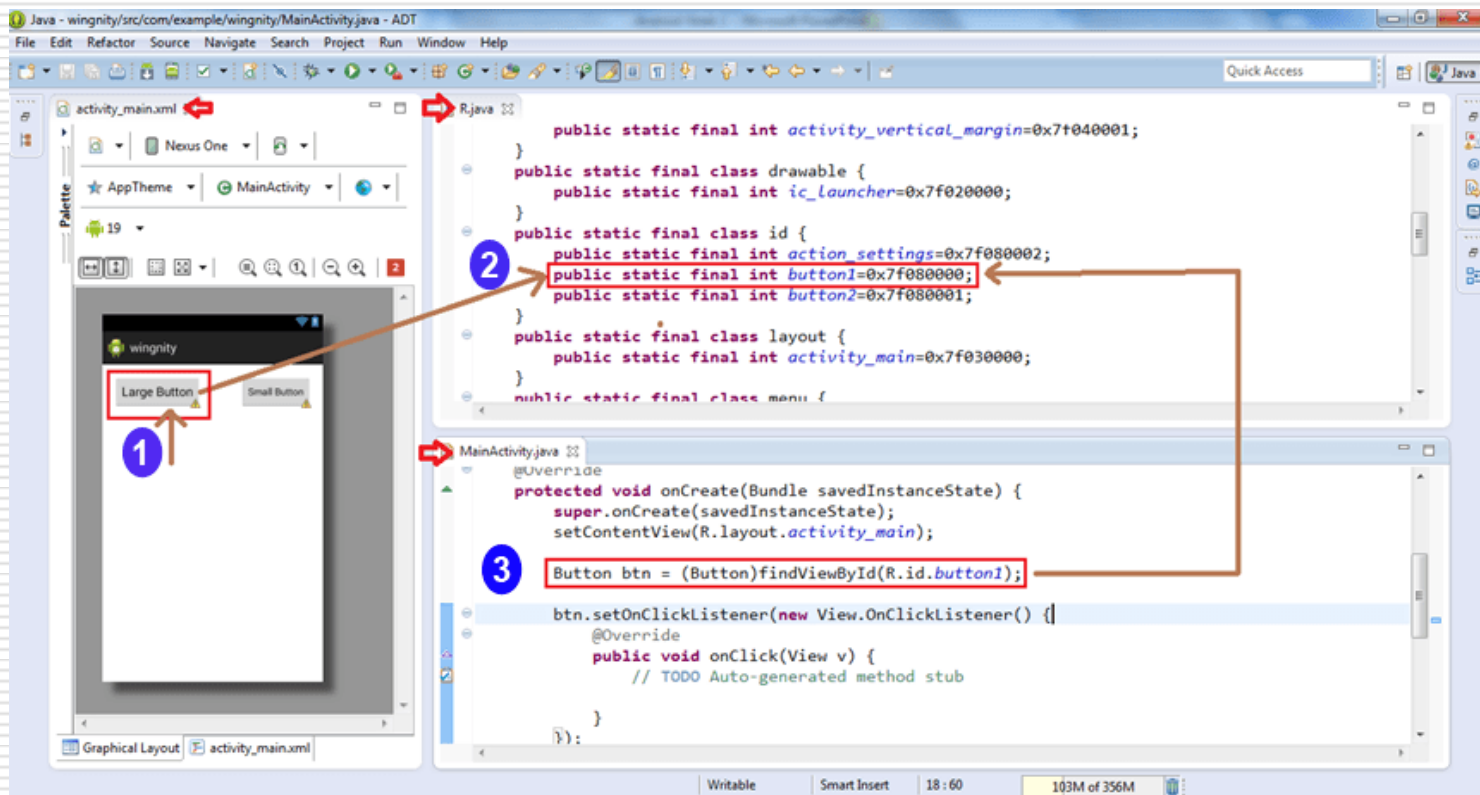 Java - wingnity/src/com/example/wingnity/MainActivity.java - ADT
File Edit Refactor Source Navigate Search Project Run Window Help
Quick Access
Java
activity_main.xml
Nexus One
AppTheme
MainActivity
Palette
19
2
wingnity
Large Button
Small Button
1
Graphical Layout
activity_main.xml
R.java
public static final int activity_vertical_margin=0x7f040001;
}
public static final class drawable {
public static final int ic_launcher=0x7f020000;
}
public static final class id {
public static final int action_settings=0x7f080002;
2
public static final int button1=0x7f080000;
public static final int button2=0x7f080001;
}
public static final class layout {
public static final int activity_main=0x7f030000;
}
public static final class menu {
MainActivity.java
@Override
protected void onCreate(Bundle savedInstanceState) {
super.onCreate(savedInstanceState);
setContentView(R.layout.activity_main);
3
Button btn = (Button)findViewById(R.id.button1);
btn.setOnClickListener(new View.OnClickListener() {
@Override
public void onClick(View v) {
// TODO Auto-generated method stub
}
});
Writable
Smart Insert
18 : 60
103M of 356M